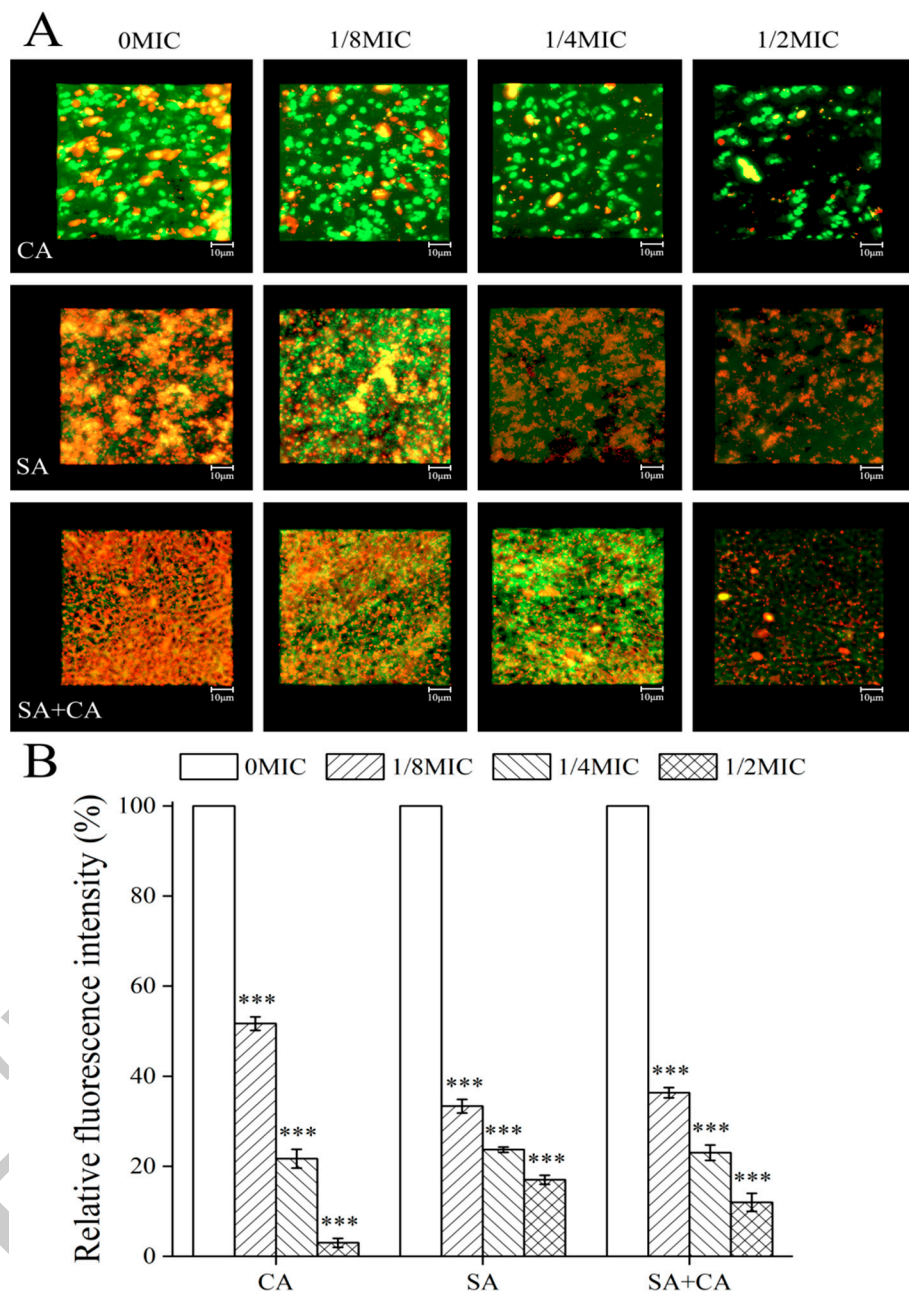 A
0MIC 1/8MIC 1/4MIC 1/2MIC
10μm 10μm 10μm 10μm
CA
10μm 10μm 10μm 10μm
SA
10μm 10μm 10μm 10μm
SA+CA
B
0MIC 1/8MIC 1/4MIC 1/2MIC
Relative fluorescence intensity (%)
100
80
60
40
20
0
*** *** ***
*** *** ***
*** *** ***
CA SA SA+CA